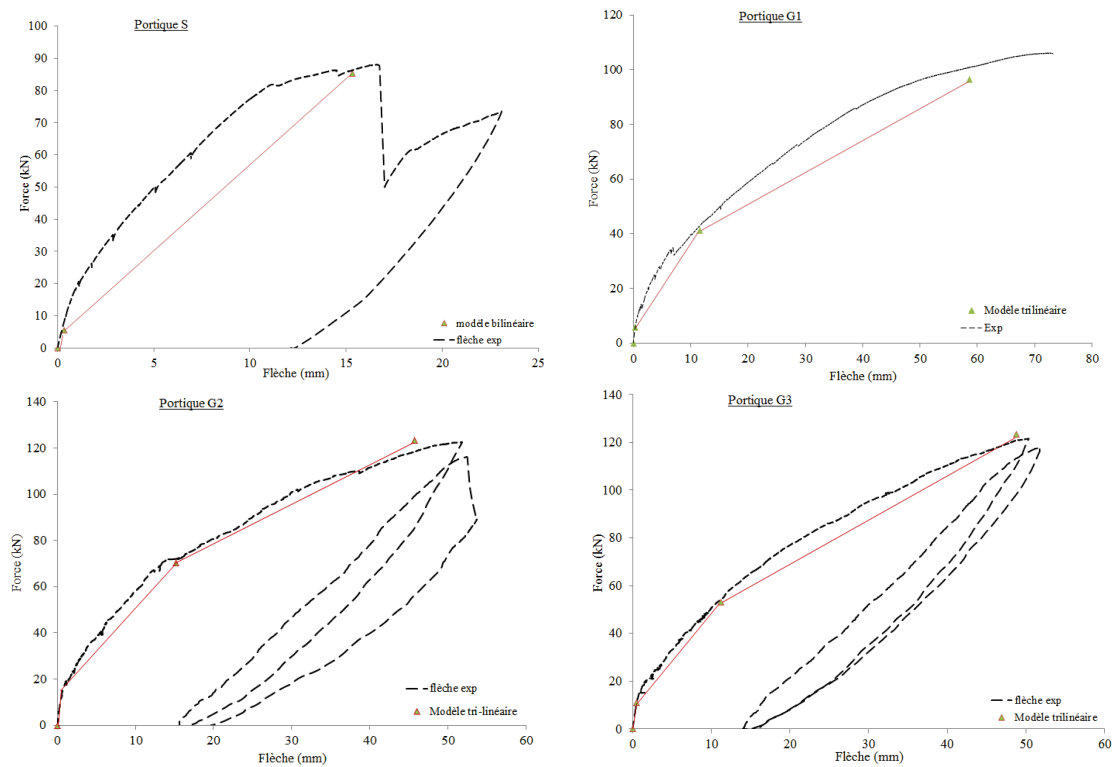 Portique S
100
90
80
70
60
50
40
30
20
10
0
Force (kN)
0 5 10 15 20 25
Flèche (mm)
modèle bilinéaire
flèche exp
Portique G1
120
100
80
60
40
20
0
Force (kN)
0 10 20 30 40 50 60 70 80
Flèche (mm)
Modèle trilinéaire
Exp
Portique G2
140
120
100
80
60
40
20
0
Force (kN)
0 10 20 30 40 50 60
Flèche (mm)
flèche exp
Modèle tri-linéaire
Portique G3
140
120
100
80
60
40
20
0
Force (kN)
0 10 20 30 40 50 60
Flèche (mm)
flèche exp
Modèle trilinéaire